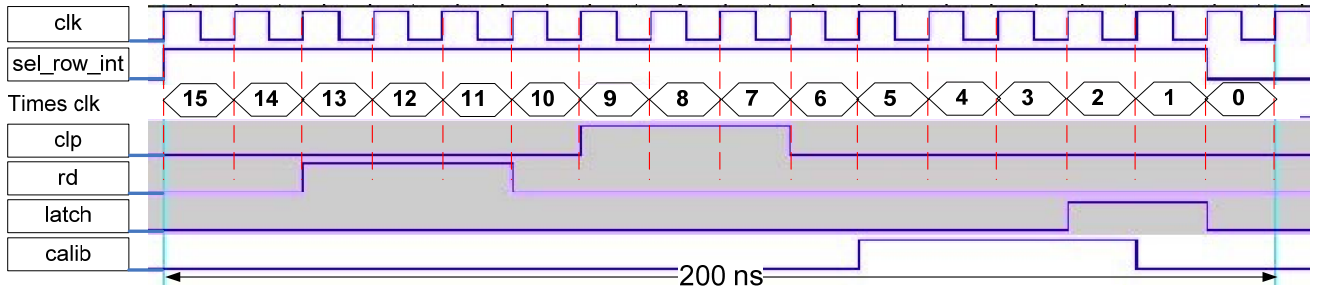 clk
sel_row_int
Times clk 15 14 13 12 11 10 9 8 7 6 5 4 3 2 1 0
clp
rd
latch
calib
200 ns